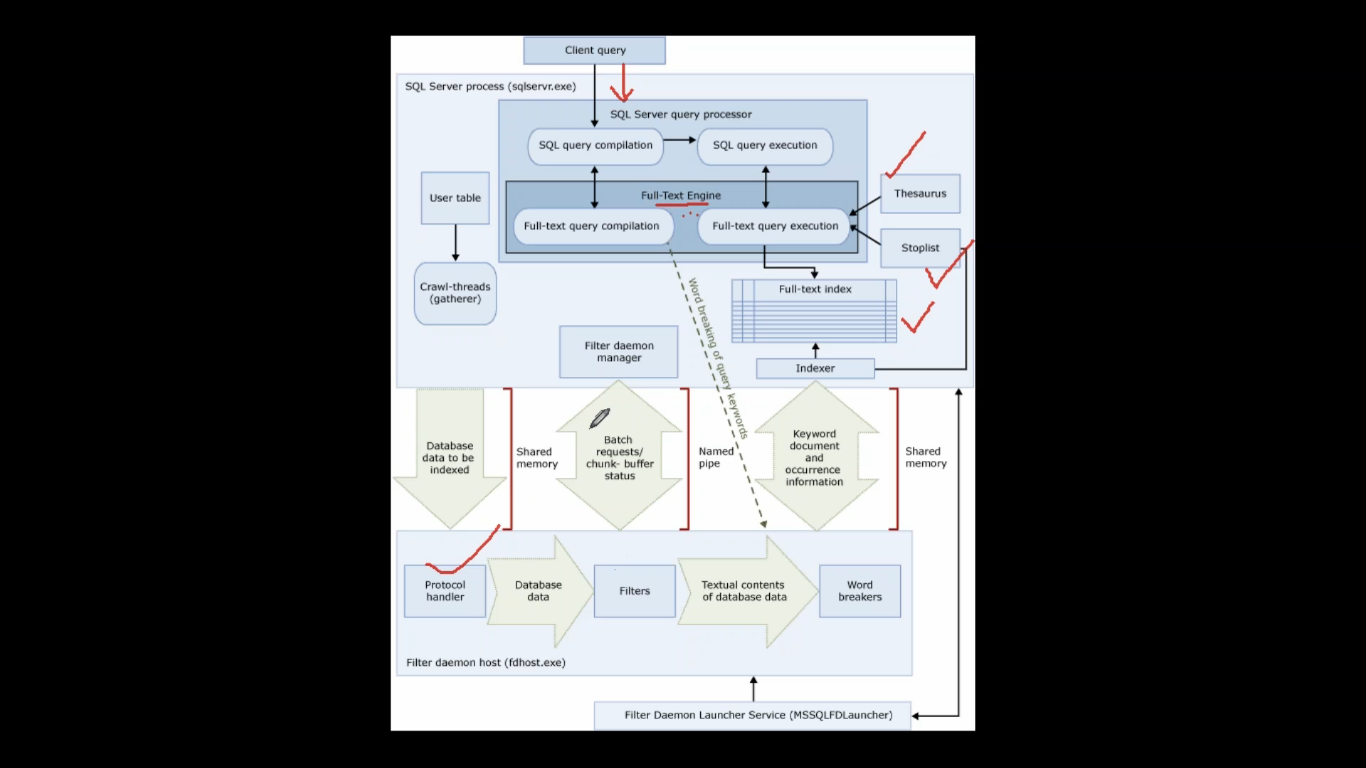 Client query
SQL Server process (sqlservr.exe)
SQL Server query processor
SQL query compilation
SQL query execution
Full-Text Engine
Full-text query compilation
Full-text query execution
User table
Crawl-threads
(gatherer)
Thesaurus
Stoplist
Full-text index
Indexer
Filter daemon
manager
Word breaking of query keywords
Database
data to be
indexed
Shared
memory
Batch
requests/
chunk- buffer
status
Named
pipe
Keyword
document
and
occurrence
information
Shared
memory
Protocol
handler
Database
data
Filters
Textual contents
of database data
Word
breakers
Filter daemon host (fdhost.exe)
Filter Daemon Launcher Service (MSSQLFDLauncher)